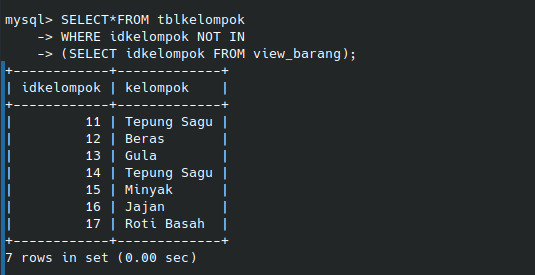 mysql> SELECT*FROM tblkelompok
    -> WHERE idkelompok NOT IN
    -> (SELECT idkelompok FROM view_barang);
+------------+-------------+
| idkelompok | kelompok    |
+------------+-------------+
|         11 | Tepung Sagu |
|         12 | Beras       |
|         13 | Gula        |
|         14 | Tepung Sagu |
|         15 | Minyak      |
|         16 | Jajan       |
|         17 | Roti Basah  |
+------------+-------------+
7 rows in set (0.00 sec)